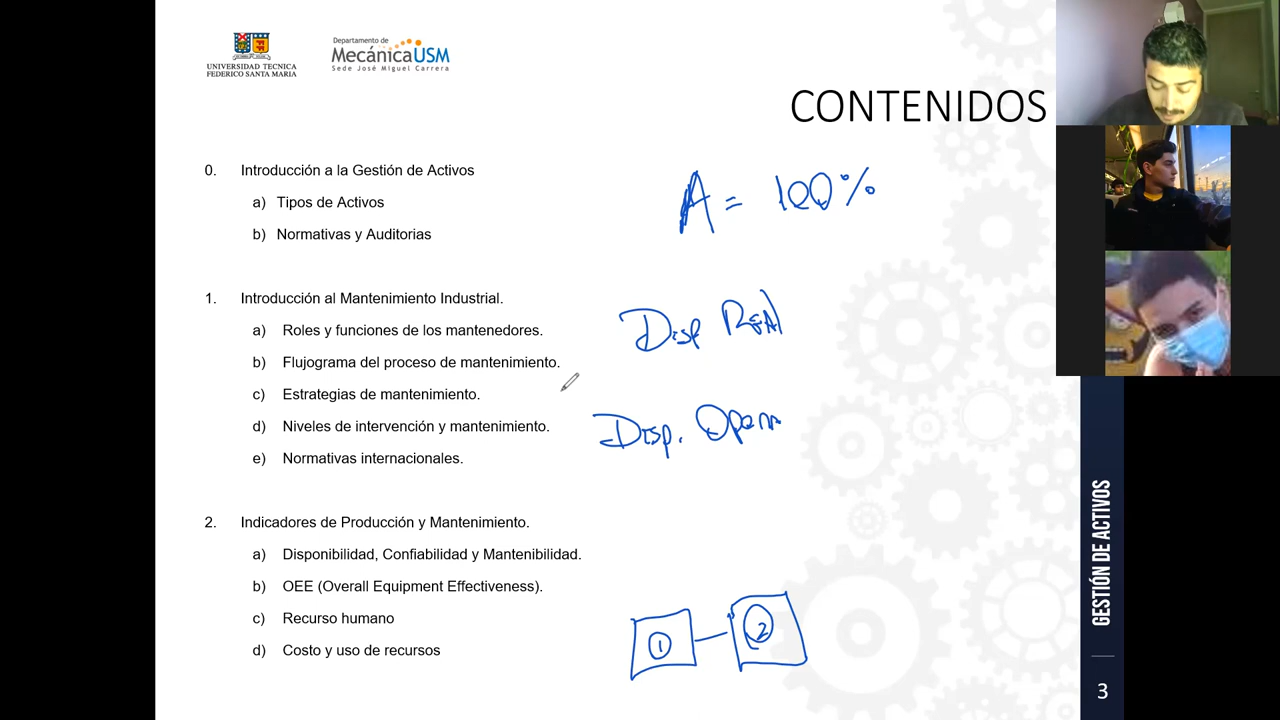 UNIVERSIDAD TECNICA
FEDERICO SANTA MARIA
Departamento de
MecánicaUSM
Sede José Miguel Carrera
CONTENIDOS
0. Introducción a la Gestión de Activos
a) Tipos de Activos
b) Normativas y Auditorias
1. Introducción al Mantenimiento Industrial.
a) Roles y funciones de los mantenedores.
b) Flujograma del proceso de mantenimiento.
c) Estrategias de mantenimiento.
d) Niveles de intervención y mantenimiento.
e) Normativas internacionales.
2. Indicadores de Producción y Mantenimiento.
a) Disponibilidad, Confiabilidad y Mantenibilidad.
b) OEE (Overall Equipment Effectiveness).
c) Recurso humano
d) Costo y uso de recursos
A = 100%
Disp Real
Disp. Opera
1 2
GESTIÓN DE ACTIVOS
3